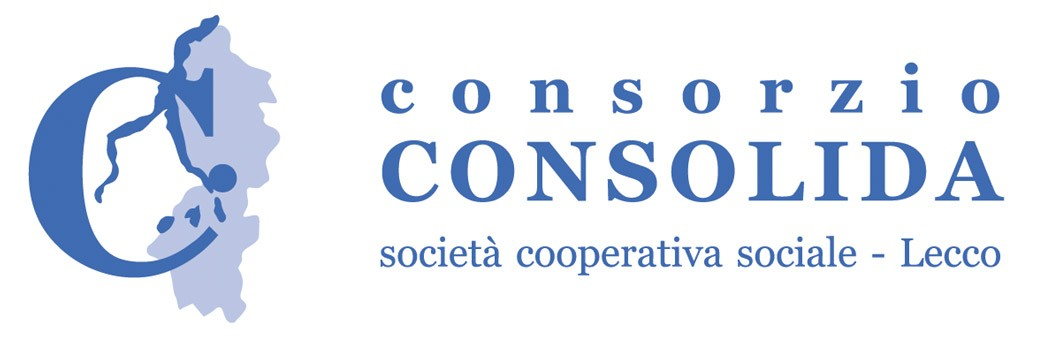 consorzio
CONSOLIDA
società cooperativa sociale - Lecco